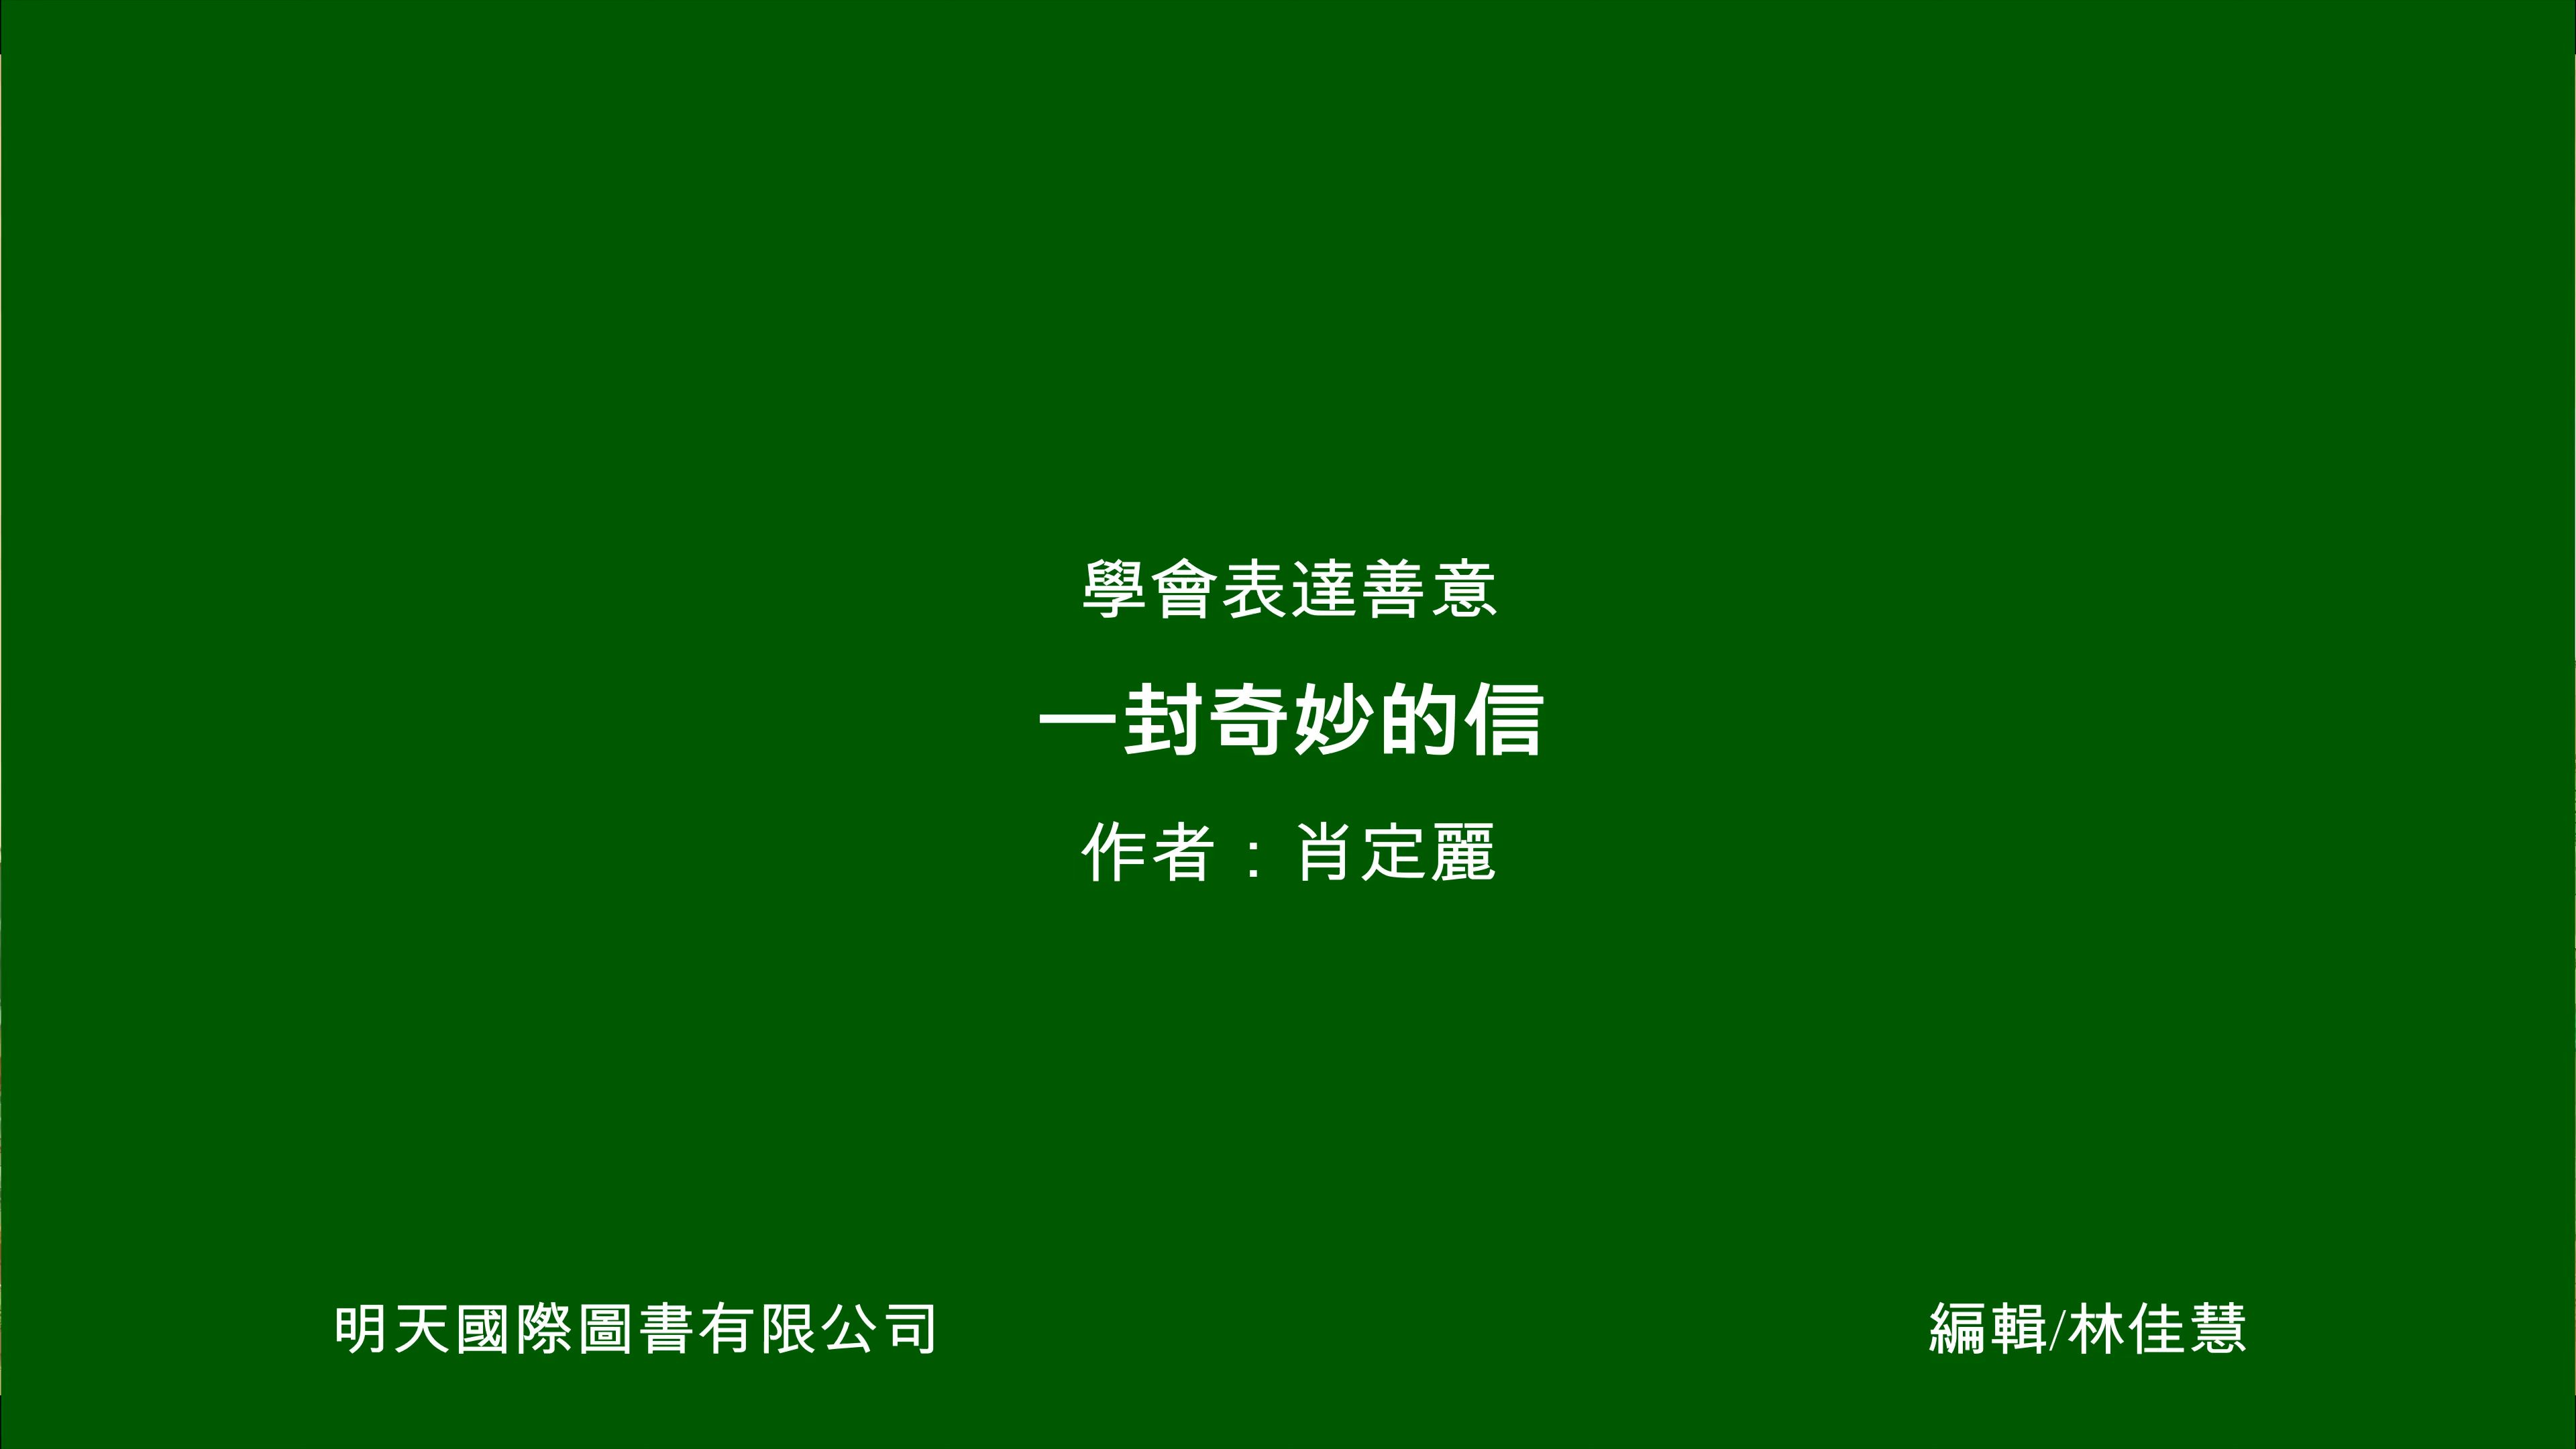 學會表達善意
一封奇妙的信
作者：肖定麗
明天國際圖書有限公司
編輯/林佳慧